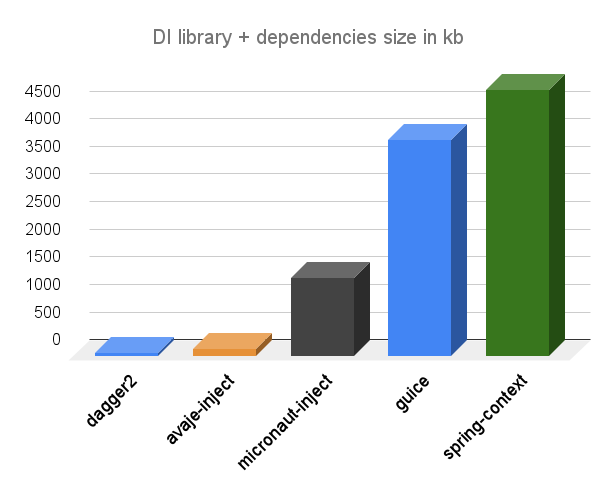 DI library + dependencies size in kb
4500
4000
3500
3000
2500
2000
1500
1000
500
0
dagger2
avaje-inject
micronaut-inject
guice
spring-context